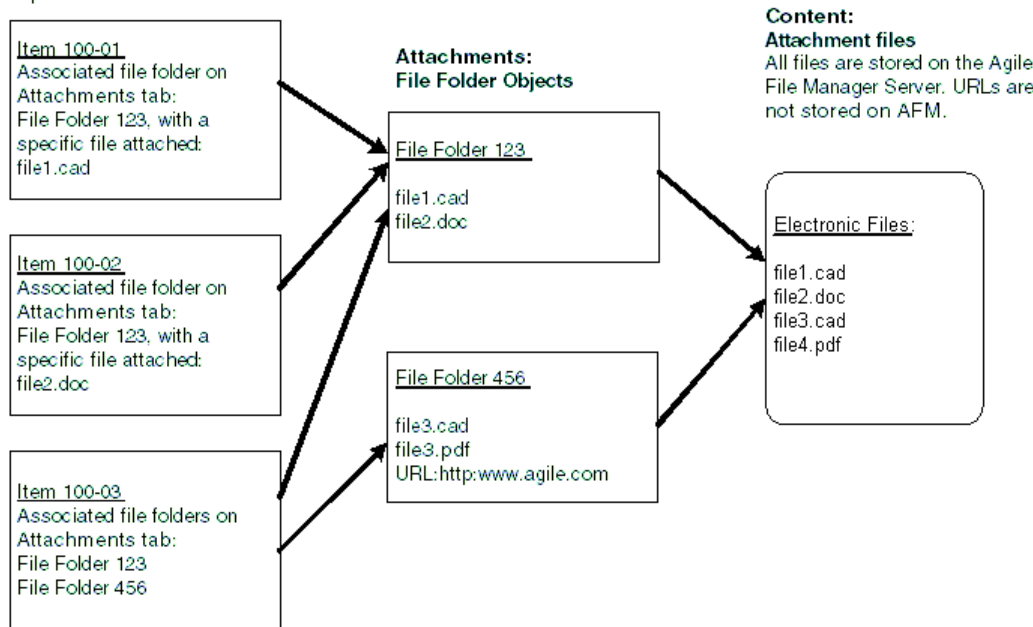 Item 100-01
Associated file folder on
Attachments tab:
File Folder 123, with a
specific file attached:
file1.cad
Item 100-02
Associated file folder on
Attachments tab:
File Folder 123, with a
specific file attached:
file2.doc
Item 100-03
Associated file folders on
Attachments tab:
File Folder 123
File Folder 456
Attachments:
File Folder Objects
File Folder 123
file1.cad
file2.doc
File Folder 456
file3.cad
file3.pdf
URL:http:www.agile.com
Content:
Attachment files
All files are stored on the Agile
File Manager Server. URLs are
not stored on AFM.
Electronic Files:
file1.cad
file2.doc
file3.cad
file4.pdf